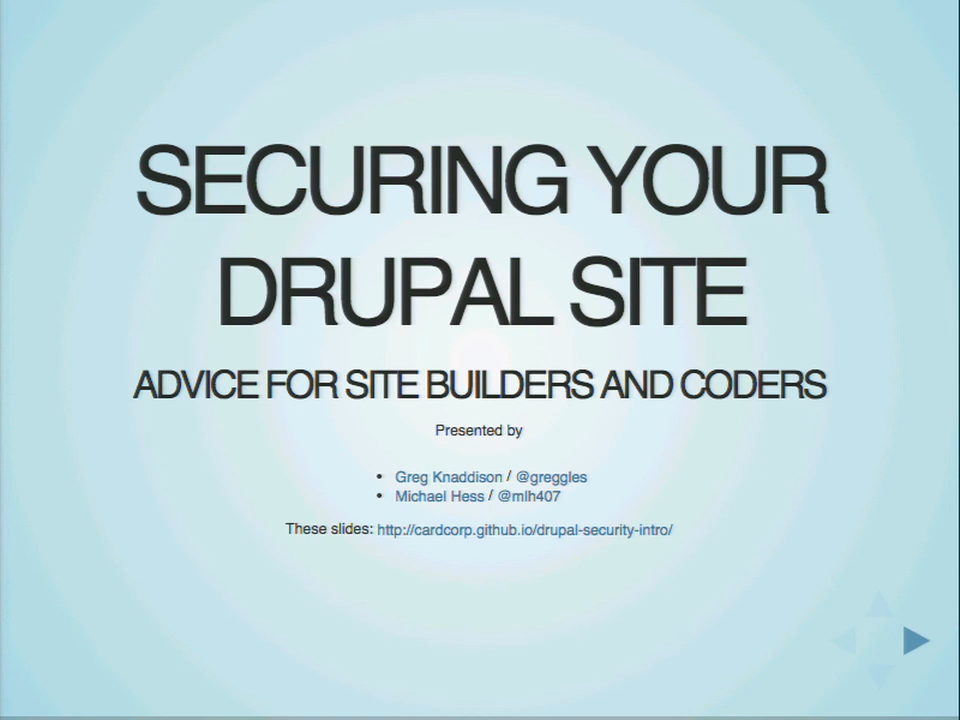 SECURING YOUR
DRUPAL SITE
ADVICE FOR SITE BUILDERS AND CODERS
Presented by
• Greg Knaddison / @greggles
• Michael Hess / @mlh407
These slides: http://cardcorp.github.io/drupal-security-intro/